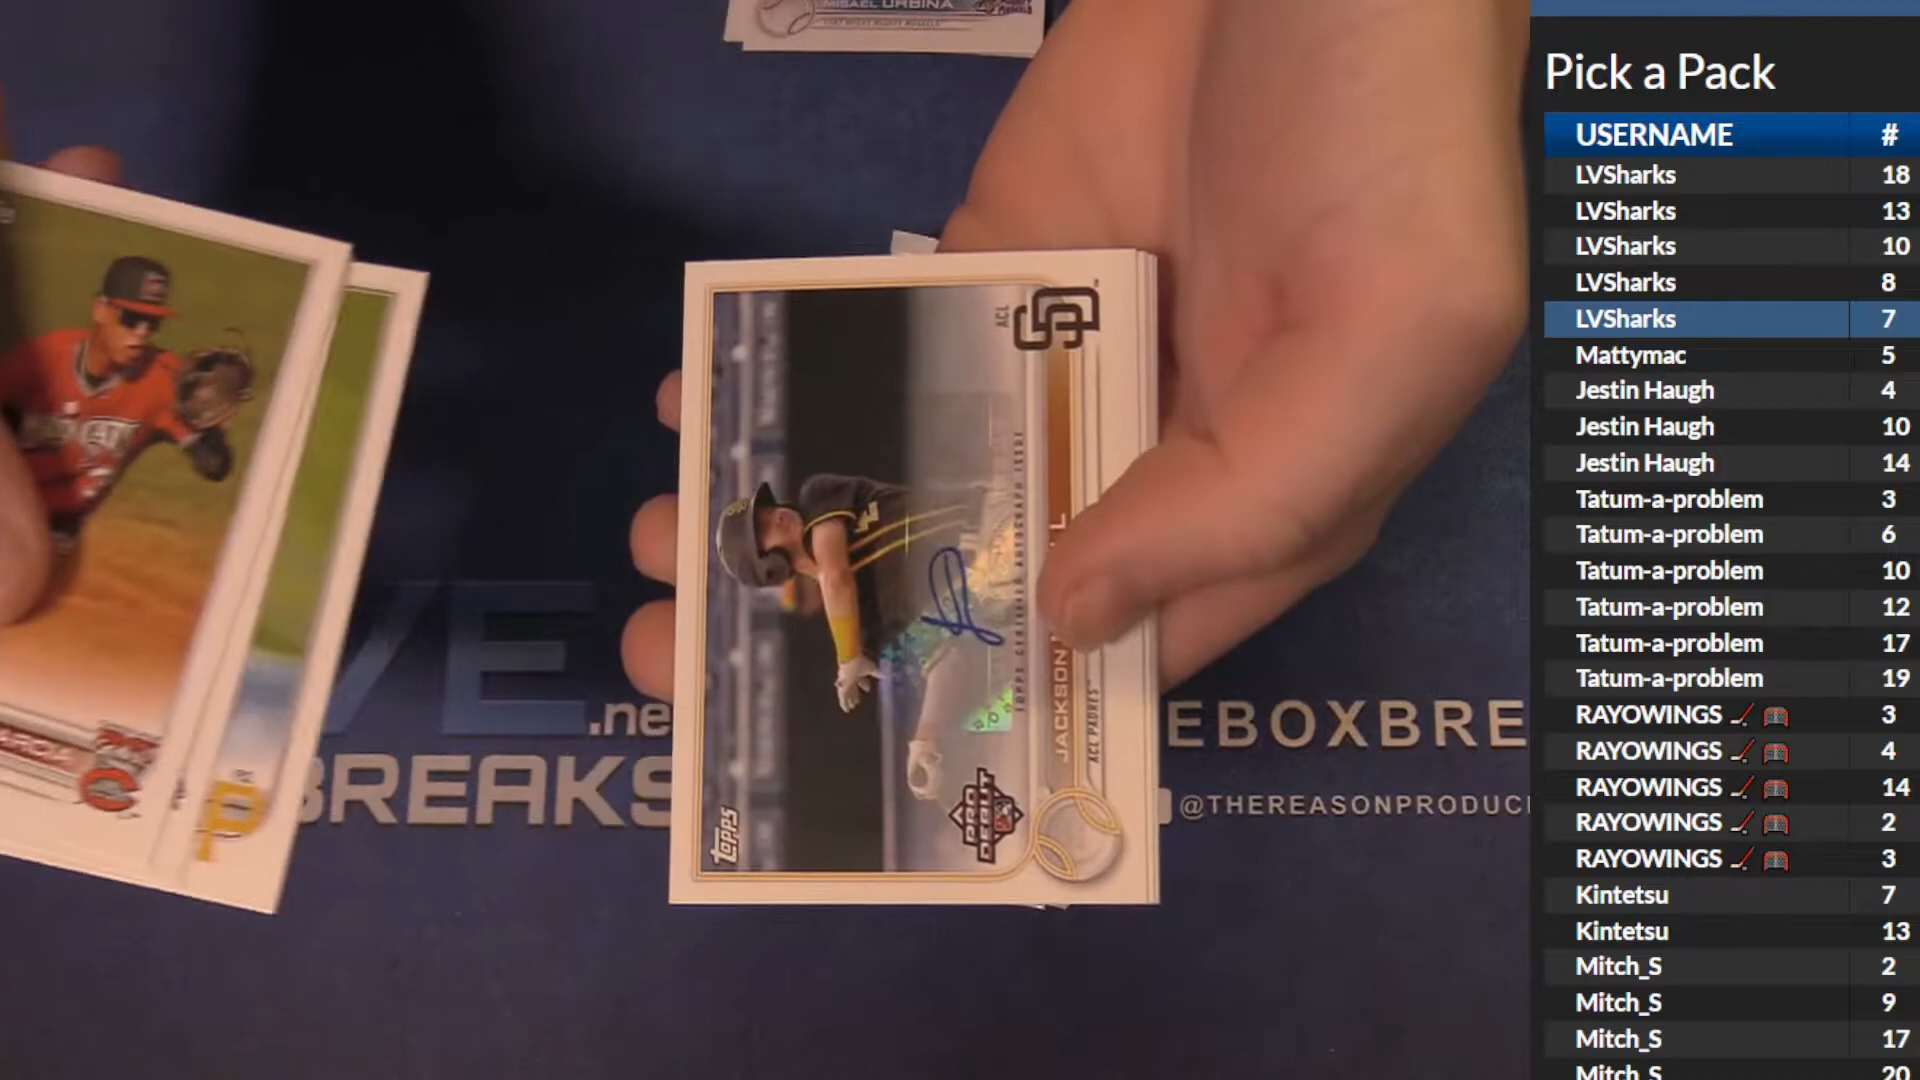 MISAEL URBINA
Pick a Pack
USERNAME #
LVSharks 18
LVSharks 13
LVSharks 10
LVSharks 8
LVSharks 7
Mattymac 5
Jestin Haugh 4
Jestin Haugh 10
Jestin Haugh 14
Tatum-a-problem 3
Tatum-a-problem 6
Tatum-a-problem 10
Tatum-a-problem 12
Tatum-a-problem 17
Tatum-a-problem 19
RAYOWINGS 3
RAYOWINGS 4
RAYOWINGS 14
RAYOWINGS 2
RAYOWINGS 3
Kintetsu 7
Kintetsu 13
Mitch_S 2
Mitch_S 9
Mitch_S 17
Mitch_S 20
ACL
SD
TOPPS CERTIFIED AUTOGRAPH ISSUE
JACKSON
ACL PADRES
PRO DEBUT
Topps
P
C
VE.ne
BREAKS
EBOXBRE
@THEREASONPRODUC